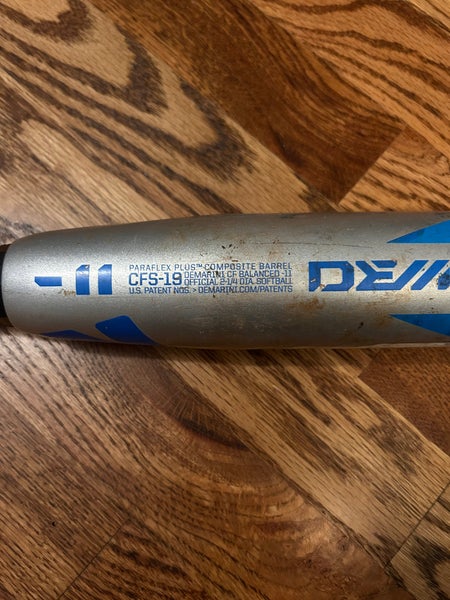 -11
PARAFLEX PLUS™ COMPOSITE BARREL
CFS-19 DEMARINI CF BALANCED -11
OFFICIAL 2-1/4 DIA. SOFTBALL
U.S. PATENT NOS. > DEMARINI.COM/PATENTS